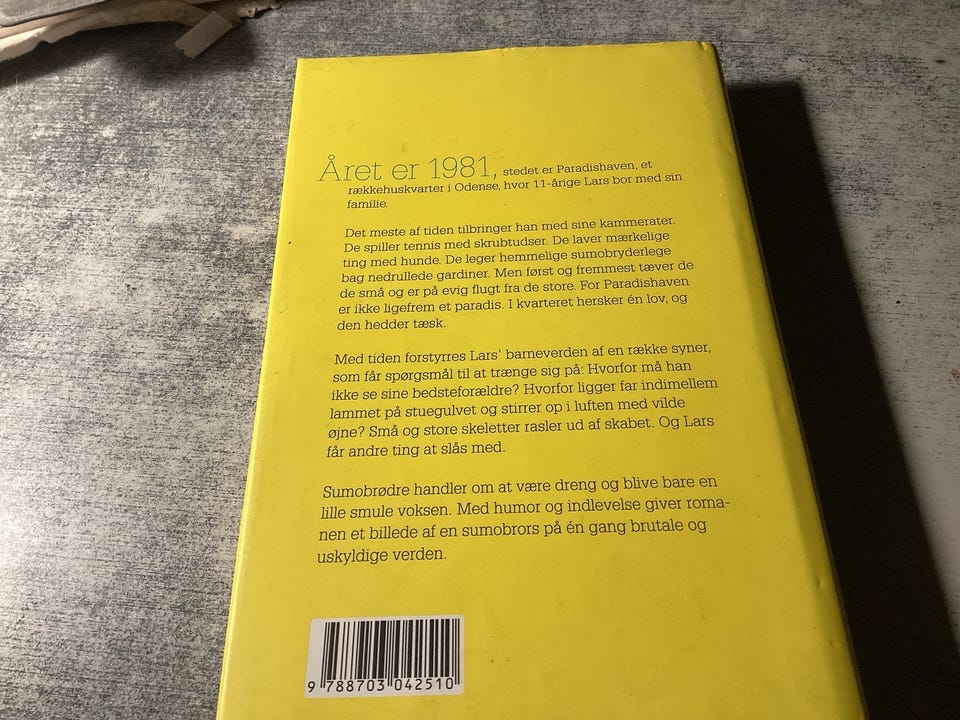 Året er 1981, stedet er Paradishaven, et
rækkehuskvarter i Odense, hvor 11-årige Lars bor med sin
familie.
Det meste af tiden tilbringer han med sine kammerater.
De spiller tennis med skrubtudser. De laver mærkelige
ting med hunde. De leger hemmelige sumobryderlege
bag nedrullede gardiner. Men først og fremmest tæver de
de små og er på evig flugt fra de store. For Paradishaven
er ikke ligefrem et paradis. I kvarteret hersker én lov, og
den hedder tæsk.
Med tiden forstyrres Lars' barneverden af en række syner,
som får spørgsmål til at trænge sig på: Hvorfor må han
ikke se sine bedsteforældre? Hvorfor ligger far indimellem
lammet på stuegulvet og stirrer op i luften med vilde
øjne? Små og store skeletter rasler ud af skabet. Og Lars
får andre ting at slås med.
Sumobrødre handler om at være dreng og blive bare en
lille smule voksen. Med humor og indlevelse giver roma-
nen et billede af en sumobrors på én gang brutale og
uskyldige verden.
9 788703 042510